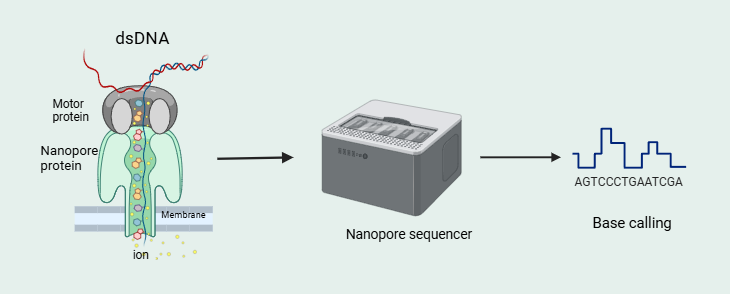 dsDNA
Motor
protein
Nanopore
protein
Membrane
ion
Nanopore sequencer
AGTCCCTGAATCGA
Base calling